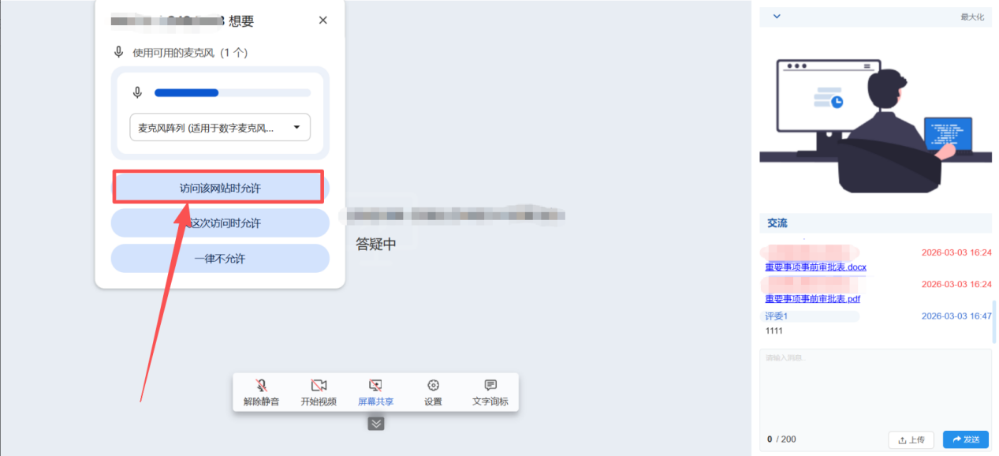 想要
使用可用的麦克风 (1 个)
麦克风阵列 (适用于数字麦克风...
访问该网站时允许
这次访问时允许
一律不允许
答疑中
解除静音
开始视频
屏幕共享
设置
文字询标
最大化
交流
2026-03-03 16:24
重要事项事前审批表.docx
2026-03-03 16:24
重要事项事前审批表.pdf
评委1 2026-03-03 16:47
1111
请输入消息.
0 / 200
上传
发送